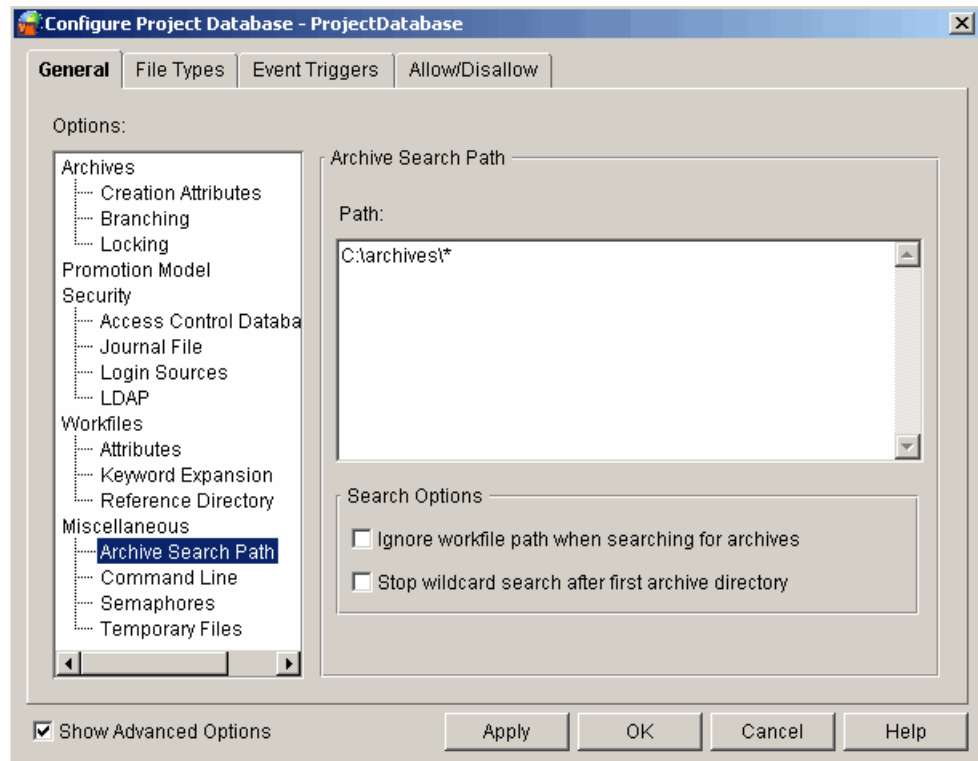 Configure Project Database - ProjectDatabase
General
File Types
Event Triggers
Allow/Disallow
Options:
Archives
Creation Attributes
Branching
Locking
Promotion Model
Security
Access Control Databa
Journal File
Login Sources
LDAP
Workfiles
Attributes
Keyword Expansion
Reference Directory
Miscellaneous
Archive Search Path
Command Line
Semaphores
Temporary Files
Archive Search Path
Path:
C:\archives\*
Search Options
Ignore workfile path when searching for archives
Stop wildcard search after first archive directory
Show Advanced Options
Apply
OK
Cancel
Help